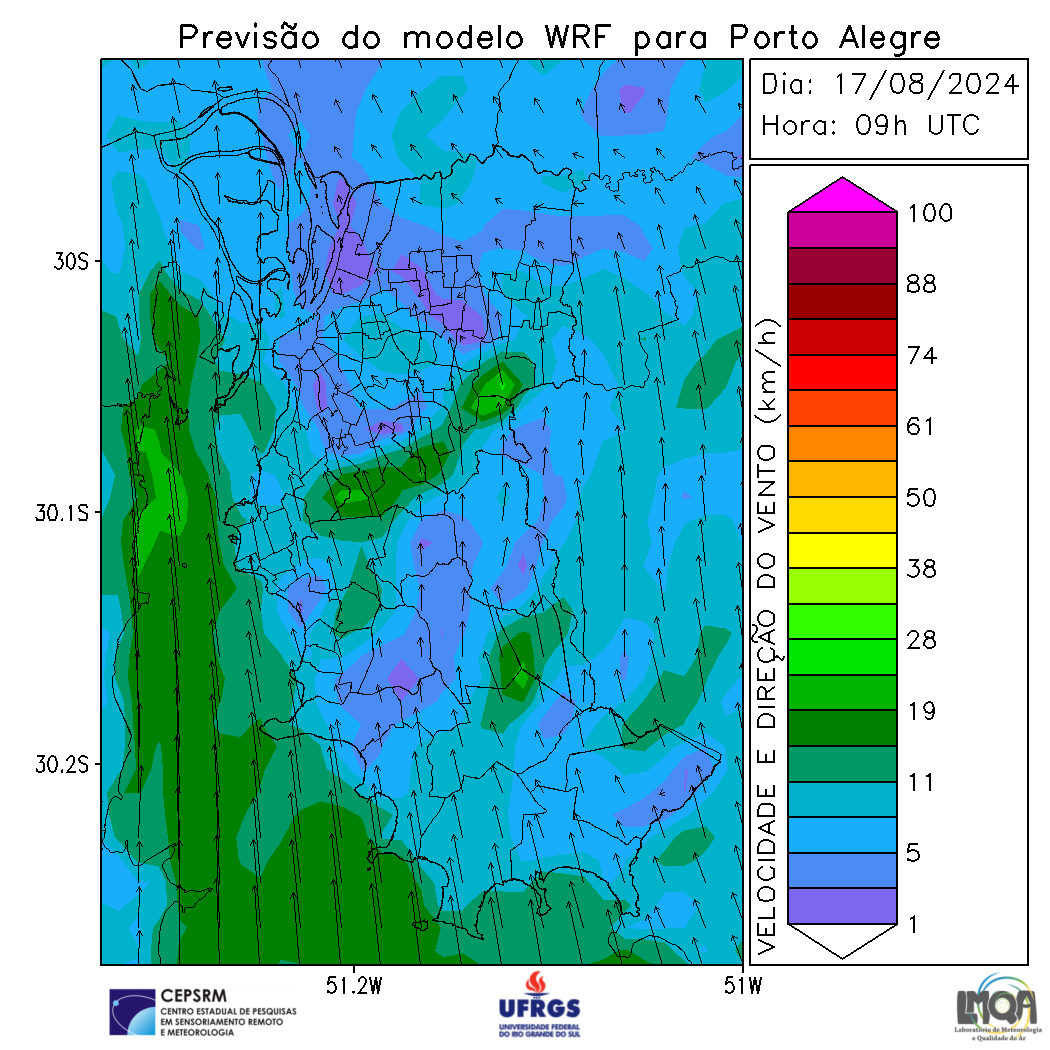 Previsão do modelo WRF para Porto Alegre
Dia: 17/08/2024
Hora: 09h UTC
30S
30.1S
30.2S
51.2W
51W
VELOCIDADE E DIREÇÃO DO VENTO (km/h)
100
88
74
61
50
38
28
19
11
5
1
CEPSRM
CENTRO ESTADUAL DE PESQUISAS
EM SENSORIAMENTO REMOTO
E METEOROLOGIA
UFRGS
UNIVERSIDADE FEDERAL
DO RIO GRANDE DO SUL
LMQA
Laboratório de Meteorologia
e Qualidade do Ar